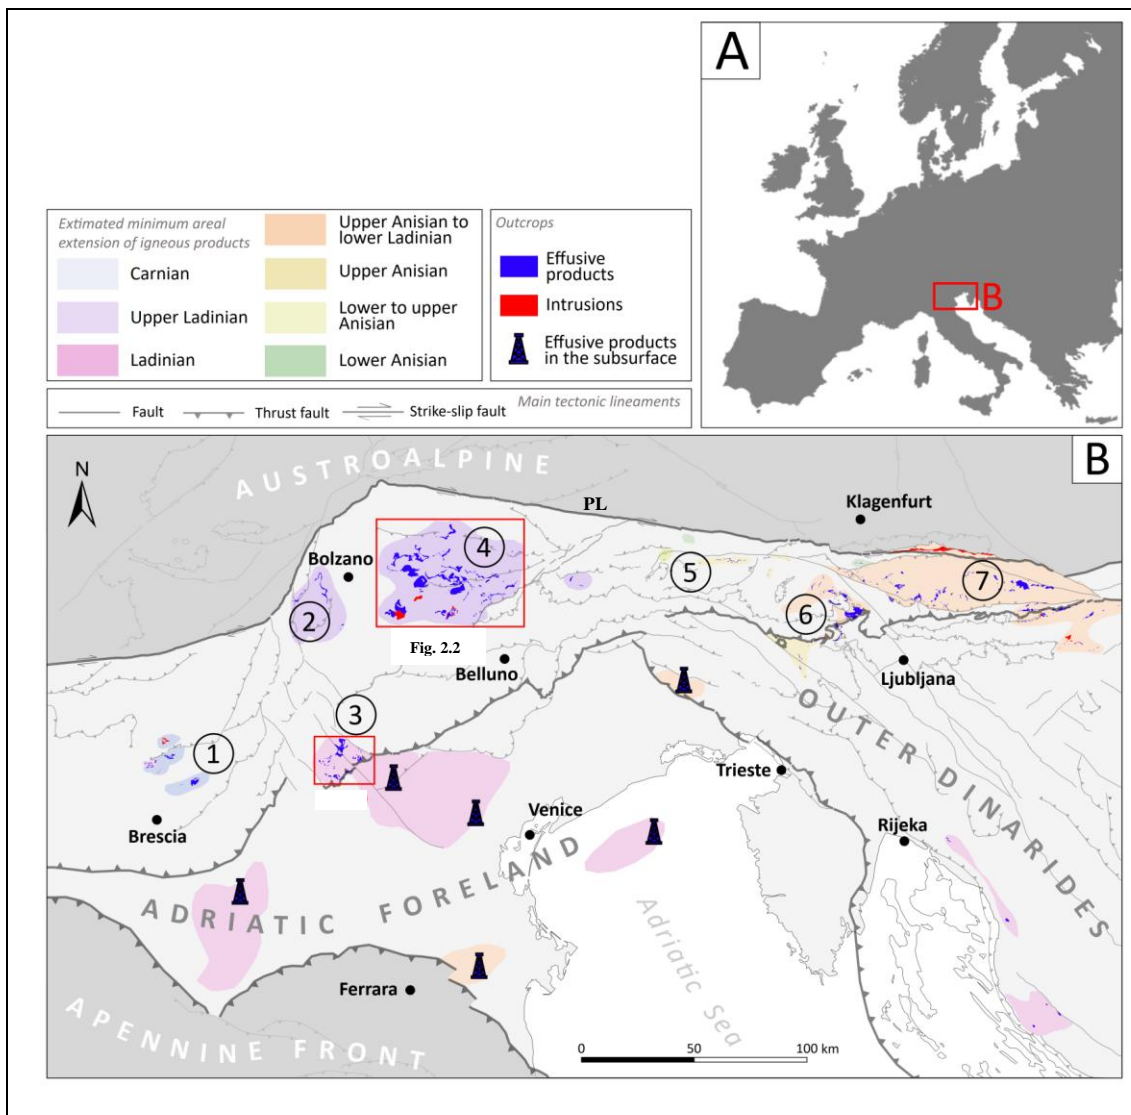 A
B
Estimated minimum areal
extension of igneous products
Carnian
Upper Ladinian
Ladinian
Upper Anisian to
lower Ladinian
Upper Anisian
Lower to upper
Anisian
Lower Anisian
Outcrops
Effusive
products
Intrusions
Effusive products
in the subsurface
Fault
Thrust fault
Strike-slip fault
Main tectonic lineaments
B
N
AUSTROALPINE
PL
Klagenfurt
Bolzano
4
5
7
2
6
Fig. 2.2
Belluno
Ljubljana
3
1
OUTER DINARIDES
Trieste
Brescia
Venice
Rijeka
ADRIATIC FORELAND
Adriatic Sea
Ferrara
APENNINE FRONT
0 50 100 km